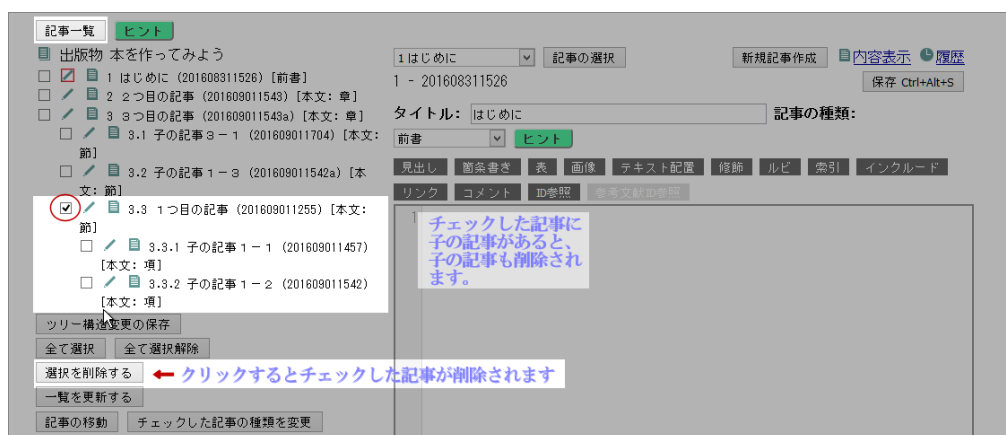 記事一覧 ヒント
出版物 本を作ってみよう
1 はじめに (201608311526) [前書]
2 2つ目の記事 (201609011543) [本文: 章]
3 3つ目の記事 (201609011543a) [本文: 章]
3.1 子の記事3-1 (201609011704) [本文:
節]
3.2 子の記事1-3 (201609011542a) [本
文: 節]
3.3 1つ目の記事 (201609011255) [本文:
節]
3.3.1 子の記事1-1 (201609011457)
[本文: 項]
3.3.2 子の記事1-2 (201609011542)
[本文: 項]
ツリー構造変更の保存
全て選択 全て選択解除
選択を削除する
クリックするとチェックした記事が削除されます
一覧を更新する
記事の移動 チェックした記事の種類を変更
1 はじめに 記事の選択 新規記事作成 内容表示 履歴
1 - 201608311526 保存 Ctrl+Alt+S
タイトル: はじめに 記事の種類:
前書 ヒント
見出し 箇条書き 表 画像 テキスト配置 修飾 ルビ 索引 インクルード
リンク コメント ID参照 参考文献ID参照
1
チェックした記事に
子の記事があると、
子の記事も削除され
ます。